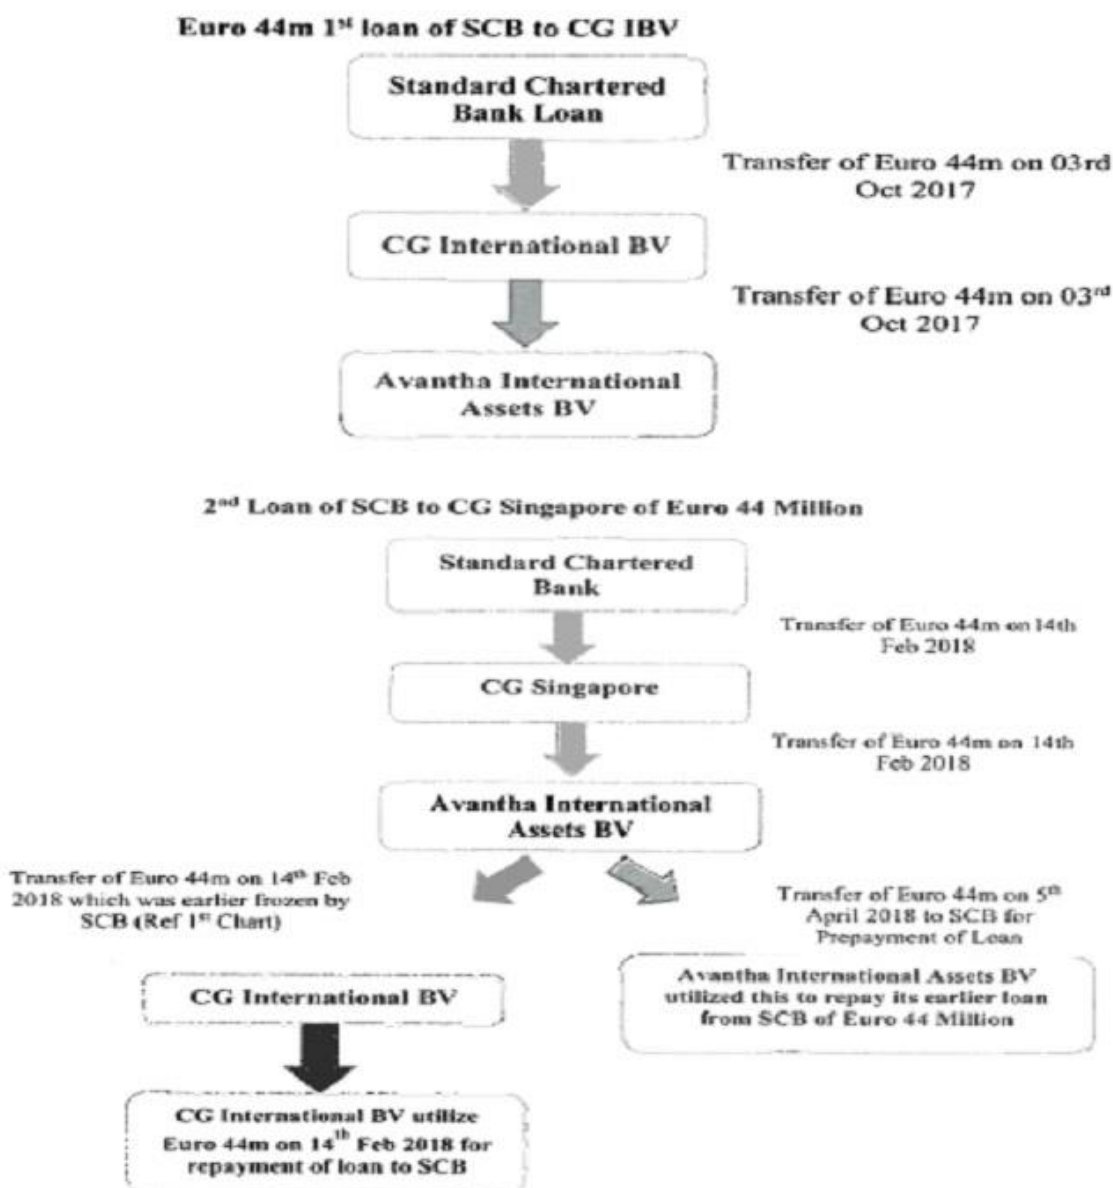 Euro 44m 1st loan of SCB to CG IBV
Standard Chartered
Bank Loan
Transfer of Euro 44m on 03rd
Oct 2017
CG International BV
Transfer of Euro 44m on 03rd
Oct 2017
Avantha International
Assets BV
2nd Loan of SCB to CG Singapore of Euro 44 Million
Standard Chartered
Bank
Transfer of Euro 44m on 14th
Feb 2018
CG Singapore
Transfer of Euro 44m on 14th
Feb 2018
Avantha International
Assets BV
Transfer of Euro 44m on 14th Feb
2018 which was earlier frozen by
SCB (Ref 1st Chart)
Transfer of Euro 44m on 5th
April 2018 to SCB for
Prepayment of Loan
CG International BV
Avantha International Assets BV
utilized this to repay its earlier loan
from SCB of Euro 44 Million
CG International BV utilize
Euro 44m on 14th Feb 2018 for
repayment of loan to SCB